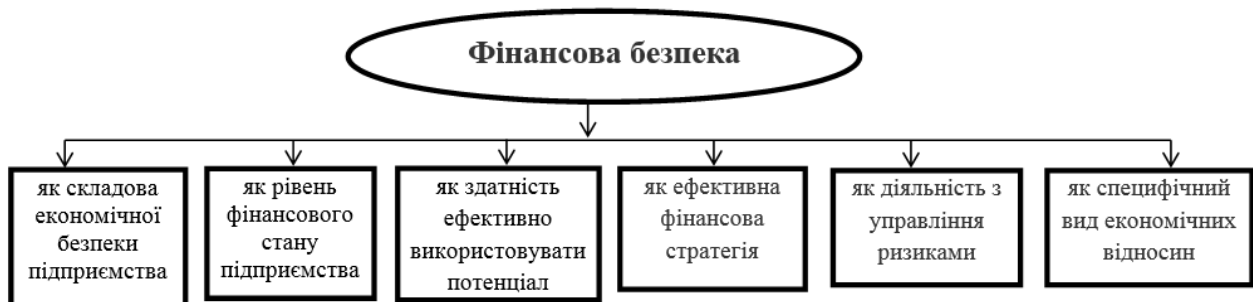 Фінансова безпека
як складова
економічної
безпеки
підприємства
як рівень
фінансового
стану
підприємства
як здатність
ефективно
використовувати
потенціал
як ефективна
фінансова
стратегія
як діяльність з
управління
ризиками
як специфічний
вид економічних
відносин